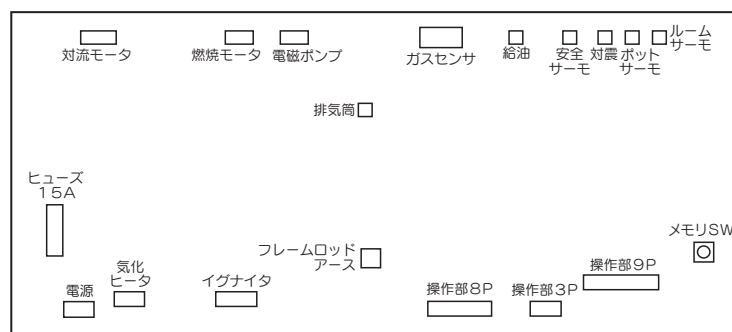 対流モータ
燃焼モータ
電磁ポンプ
ガスセンサ
給油
安全
サーモ
対震
ポット
サーモ
ルーム
サーモ
排気筒
ヒューズ
15A
メモリSW
フレームロッド
アース
気化
ヒータ
電源
イグナイタ
操作部8P
操作部3P
操作部9P